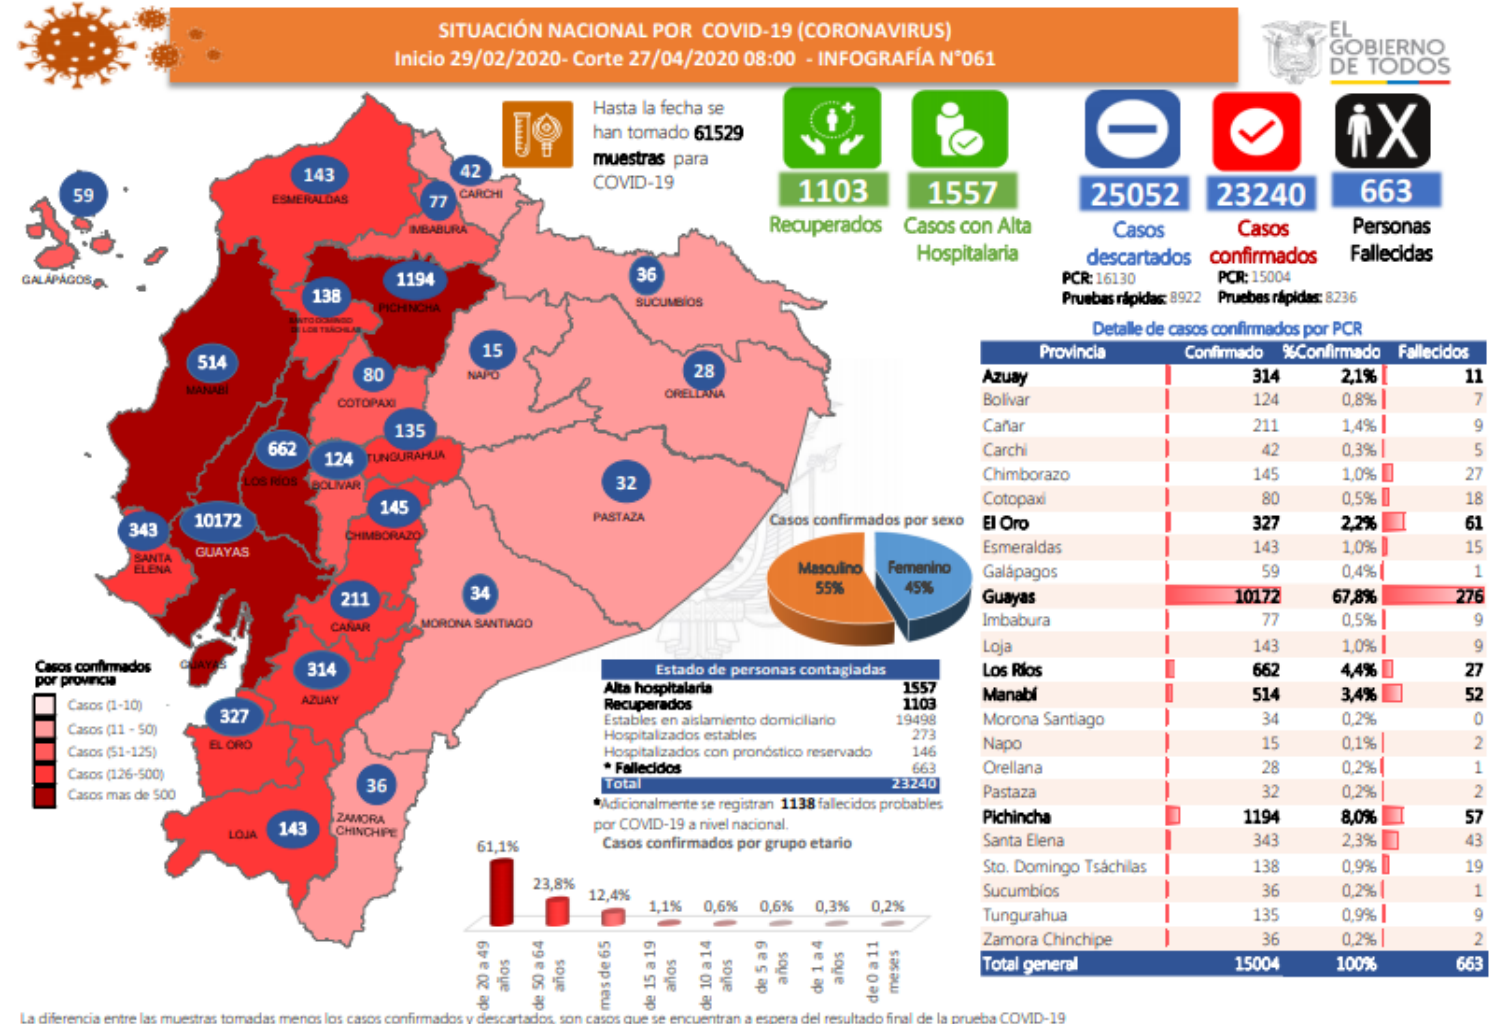 SITUACIÓN NACIONAL POR COVID-19 (CORONAVIRUS)
Inicio 29/02/2020- Corte 27/04/2020 08:00 - INFOGRAFÍA N°061
EL
GOBIERNO
DE TODOS
Hasta la fecha se
han tomado 61529
muestras para
COVID-19
1103
Recuperados
1557
Casos con Alta
Hospitalaria
25052
Casos
descartados
PCR: 16130
Pruebas rápidas: 8922
23240
Casos
confirmados
PCR: 15004
Pruebas rápidas: 8236
X
663
Personas
Fallecidas
59
GALÁPAGOS
143
ESMERALDAS
42
CARCHI
77
IMBABURA
1194
PICHINCHA
138
SANTO DOMINGO
DE LOS TSÁCHILAS
36
SUCUMBÍOS
514
MANABÍ
15
NAPO
28
ORELLANA
80
COTOPAXI
135
TUNGURAHUA
662
LOS RÍOS
124
BOLÍVAR
32
PASTAZA
145
CHIMBORAZO
10172
GUAYAS
343
SANTA
ELENA
34
MORONA SANTIAGO
211
CAÑAR
GUAYAS
314
AZUAY
327
EL ORO
36
ZAMORA
CHINCHIPE
LOJA
143
Casos confirmados
por provincia
Casos (1-10)
Casos (11 - 50)
Casos (51-125)
Casos (126-500)
Casos mas de 500
Casos confirmados por sexo
Masculino
55%
Femenino
45%
Estado de personas contagiadas
Alta hospitalaria 1557
Recuperados 1103
Estables en aislamiento domiciliario 19498
Hospitalizados estables 273
Hospitalizados con pronóstico reservado 146
* Fallecidos 663
Total 23240
*Adicionalmente se registran 1138 fallecidos probables
por COVID-19 a nivel nacional.
Casos confirmados por grupo etario
61,1%
23,8%
12,4%
1,1%
0,6%
0,6%
0,3%
0,2%
de 20 a 49
años
de 50 a 64
años
mas de 65
de 15 a 19
años
de 10 a 14
años
de 5 a 9
años
de 1 a 4
años
de 0 a 11
meses
Detalle de casos confirmados por PCR
Provincia Confirmado %Confirmado Fallecidos
Azuay 314 2,1% 11
Bolívar 124 0,8% 7
Cañar 211 1,4% 9
Carchi 42 0,3% 5
Chimborazo 145 1,0% 27
Cotopaxi 80 0,5% 18
El Oro 327 2,2% 61
Esmeraldas 143 1,0% 15
Galápagos 59 0,4% 1
Guayas 10172 67,8% 276
Imbabura 77 0,5% 9
Loja 143 1,0% 9
Los Ríos 662 4,4% 27
Manabí 514 3,4% 52
Morona Santiago 34 0,2% 0
Napo 15 0,1% 2
Orellana 28 0,2% 1
Pastaza 32 0,2% 2
Pichincha 1194 8,0% 57
Santa Elena 343 2,3% 43
Sto. Domingo Tsáchilas 138 0,9% 19
Sucumbíos 36 0,2% 1
Tungurahua 135 0,9% 9
Zamora Chinchipe 36 0,2% 2
Total general 15004 100% 663
La diferencia entre las muestras tomadas menos los casos confirmados y descartados, son casos que se encuentran a espera del resultado final de la prueba COVID-19